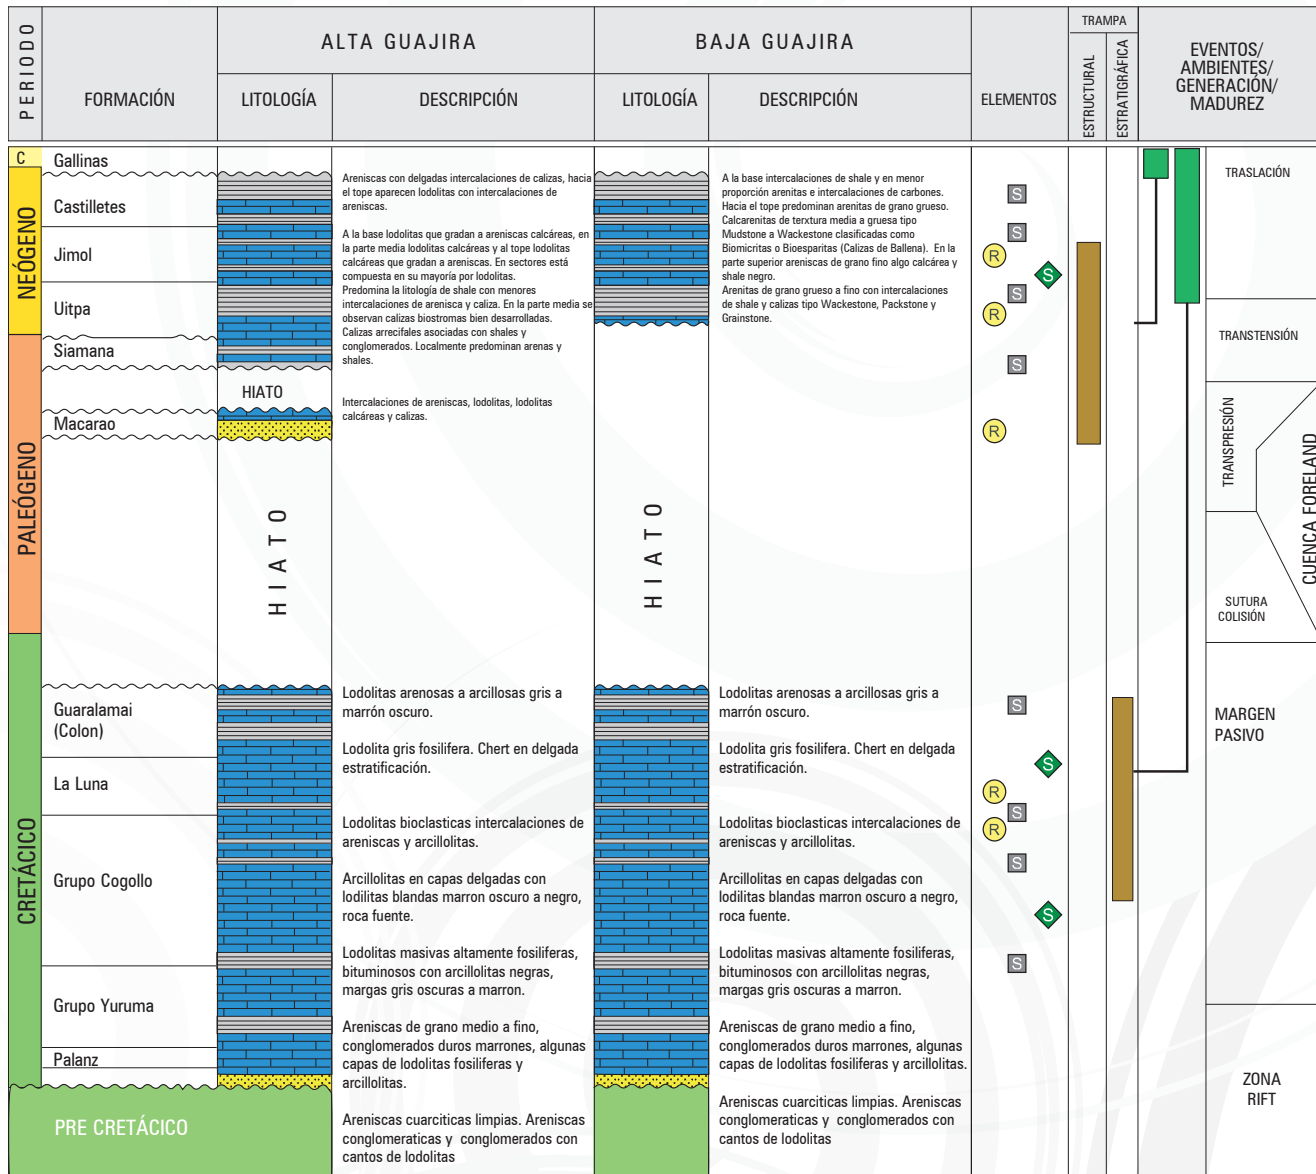 PERIODO
FORMACIÓN
ALTA GUAJIRA
LITOLOGÍA
DESCRIPCIÓN
BAJA GUAJIRA
LITOLOGÍA
DESCRIPCIÓN
ELEMENTOS
TRAMPA
ESTRUCTURAL
ESTRATIGRÁFICA
EVENTOS/
AMBIENTES/
GENERACIÓN/
MADUREZ
C
NEÓGENO
PALEÓGENO
CRETÁCICO
Gallinas
Castilletes
Jimol
Uitpa
Siamana
Macarao
Guaralamai
(Colon)
La Luna
Grupo Cogollo
Grupo Yuruma
Palanz
PRE CRETÁCICO
HIATO
HIATO
Areniscas con delgadas intercalaciones de calizas, hacia
el tope aparecen lodolitas con intercalaciones de
areniscas.
A la base lodolitas que gradan a areniscas calcáreas, en
la parte media lodolitas calcáreas y al tope lodolitas
calcáreas que gradan a areniscas. En sectores está
compuesta en su mayoría por lodolitas.
Predomina la litología de shale con menores
intercalaciones de arenisca y caliza. En la parte media se
observan calizas biostromas bien desarrolladas.
Calizas arrecifales asociadas con shales y
conglomerados. Localmente predominan arenas y
shales.
Intercalaciones de areniscas, lodolitas, lodolitas
calcáreas y calizas.
Lodolitas arenosas a arcillosas gris a
marrón oscuro.
Lodolita gris fosilifera. Chert en delgada
estratificación.
Lodolitas bioclasticas intercalaciones de
areniscas y arcillolitas.
Arcillolitas en capas delgadas con
lodilitas blandas marron oscuro a negro,
roca fuente.
Lodolitas masivas altamente fosiliferas,
bituminosos con arcillolitas negras,
margas gris oscuras a marron.
Areniscas de grano medio a fino,
conglomerados duros marrones, algunas
capas de lodolitas fosiliferas y
arcillolitas.
Areniscas cuarciticas limpias. Areniscas
conglomeraticas y conglomerados con
cantos de lodolitas
HIATO
A la base intercalaciones de shale y en menor
proporción arenitas e intercalaciones de carbones.
Hacia el tope predominan arenitas de grano grueso.
Calcarenitas de terxtura media a gruesa tipo
Mudstone a Wackestone clasificadas como
Biomicritas o Bioesparitas (Calizas de Ballena). En la
parte superior areniscas de grano fino algo calcárea y
shale negro.
Arenitas de grano grueso a fino con intercalaciones
de shale y calizas tipo Wackestone, Packstone y
Grainstone.
Lodolitas arenosas a arcillosas gris a
marrón oscuro.
Lodolita gris fosilifera. Chert en delgada
estratificación.
Lodolitas bioclasticas intercalaciones de
areniscas y arcillolitas.
Arcillolitas en capas delgadas con
lodilitas blandas marron oscuro a negro,
roca fuente.
Lodolitas masivas altamente fosiliferas,
bituminosos con arcillolitas negras,
margas gris oscuras a marron.
Areniscas de grano medio a fino,
conglomerados duros marrones, algunas
capas de lodolitas fosiliferas y arcillolitas.
Areniscas cuarciticas limpias. Areniscas
conglomeraticas y conglomerados con
cantos de lodolitas
S
S
R
S
S
R
S
R
S
S
R
S
R
S
S
S
TRASLACIÓN
TRANSTENSIÓN
TRANSPRESIÓN
CUENCA FORELAND
SUTURA
COLISIÓN
MARGEN
PASIVO
ZONA
RIFT